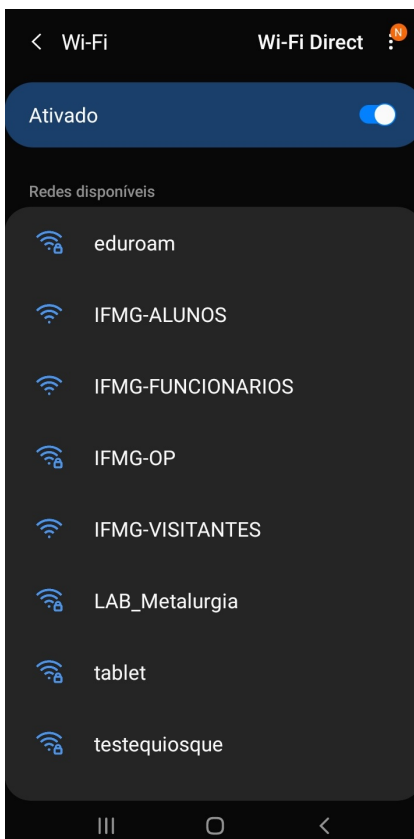 Wi-Fi Wi-Fi Direct N
Ativado
Redes disponíveis
eduroam
IFMG-ALUNOS
IFMG-FUNCIONARIOS
IFMG-OP
IFMG-VISITANTES
LAB_Metalurgia
tablet
testequiosque